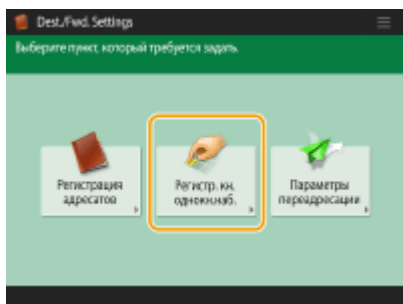 Dest./Fwd. Settings
Выберите пункт, который требуется задать.
Регистрация
адресатов
Регистр. кн.
однокн.наб.
Параметры
переадресации